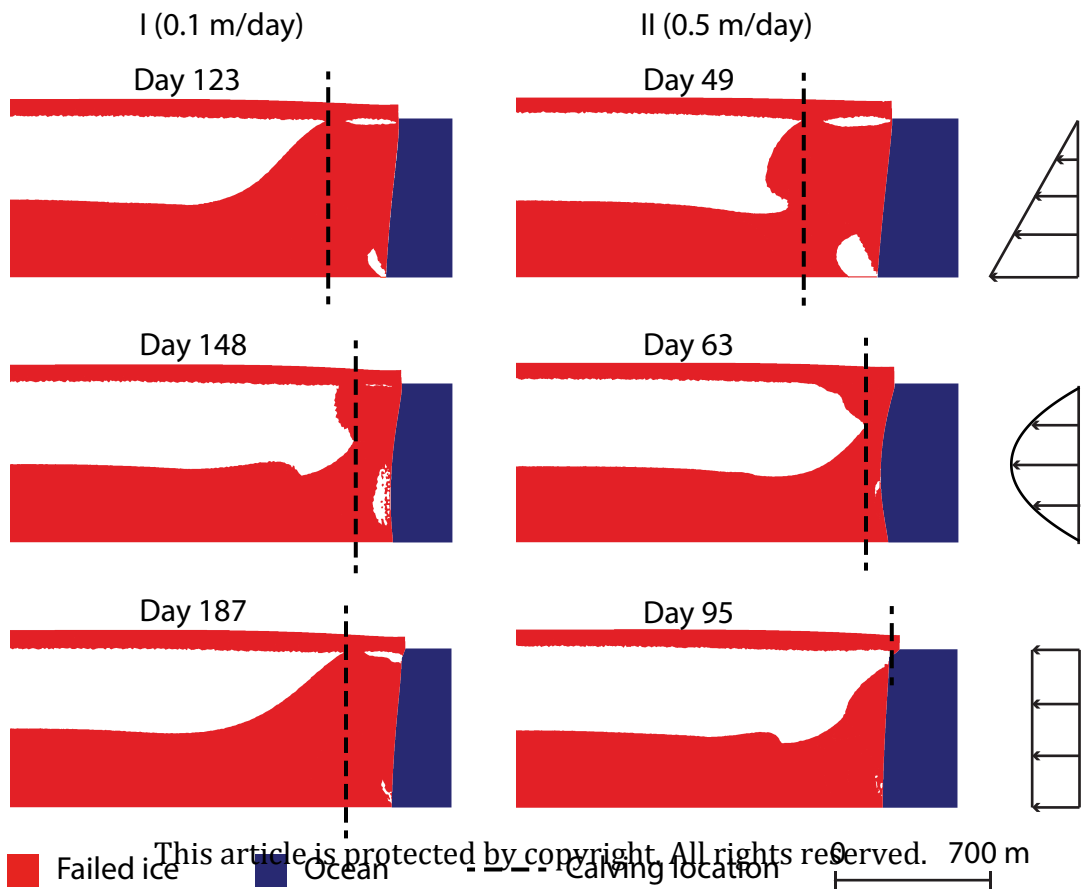 I (0.1 m/day)
II (0.5 m/day)
Day 123
Day 49
Day 148
Day 63
Day 187
Day 95
This article is protected by copyright. All rights reserved.
Failed ice
Ocean
Calving location
0
700 m